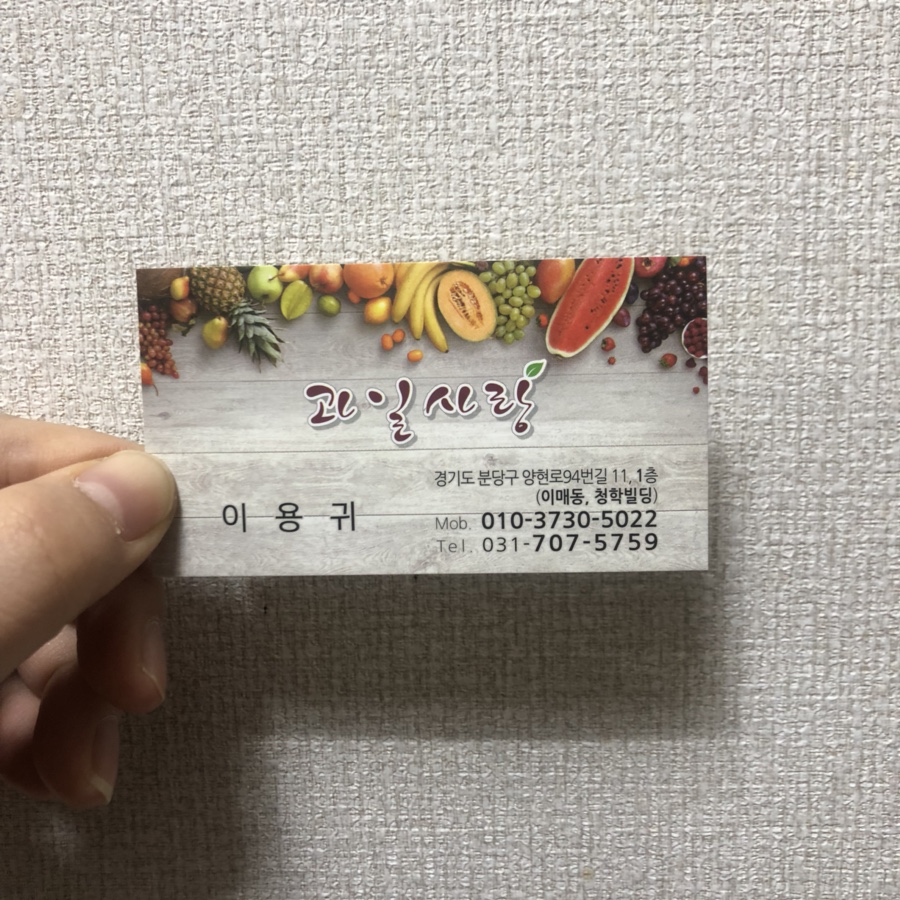 과일사랑
경기도 분당구 양현로94번길 11, 1층
(이매동, 청학빌딩)
이용귀
Mob. 010-3730-5022
Tel. 031-707-5759